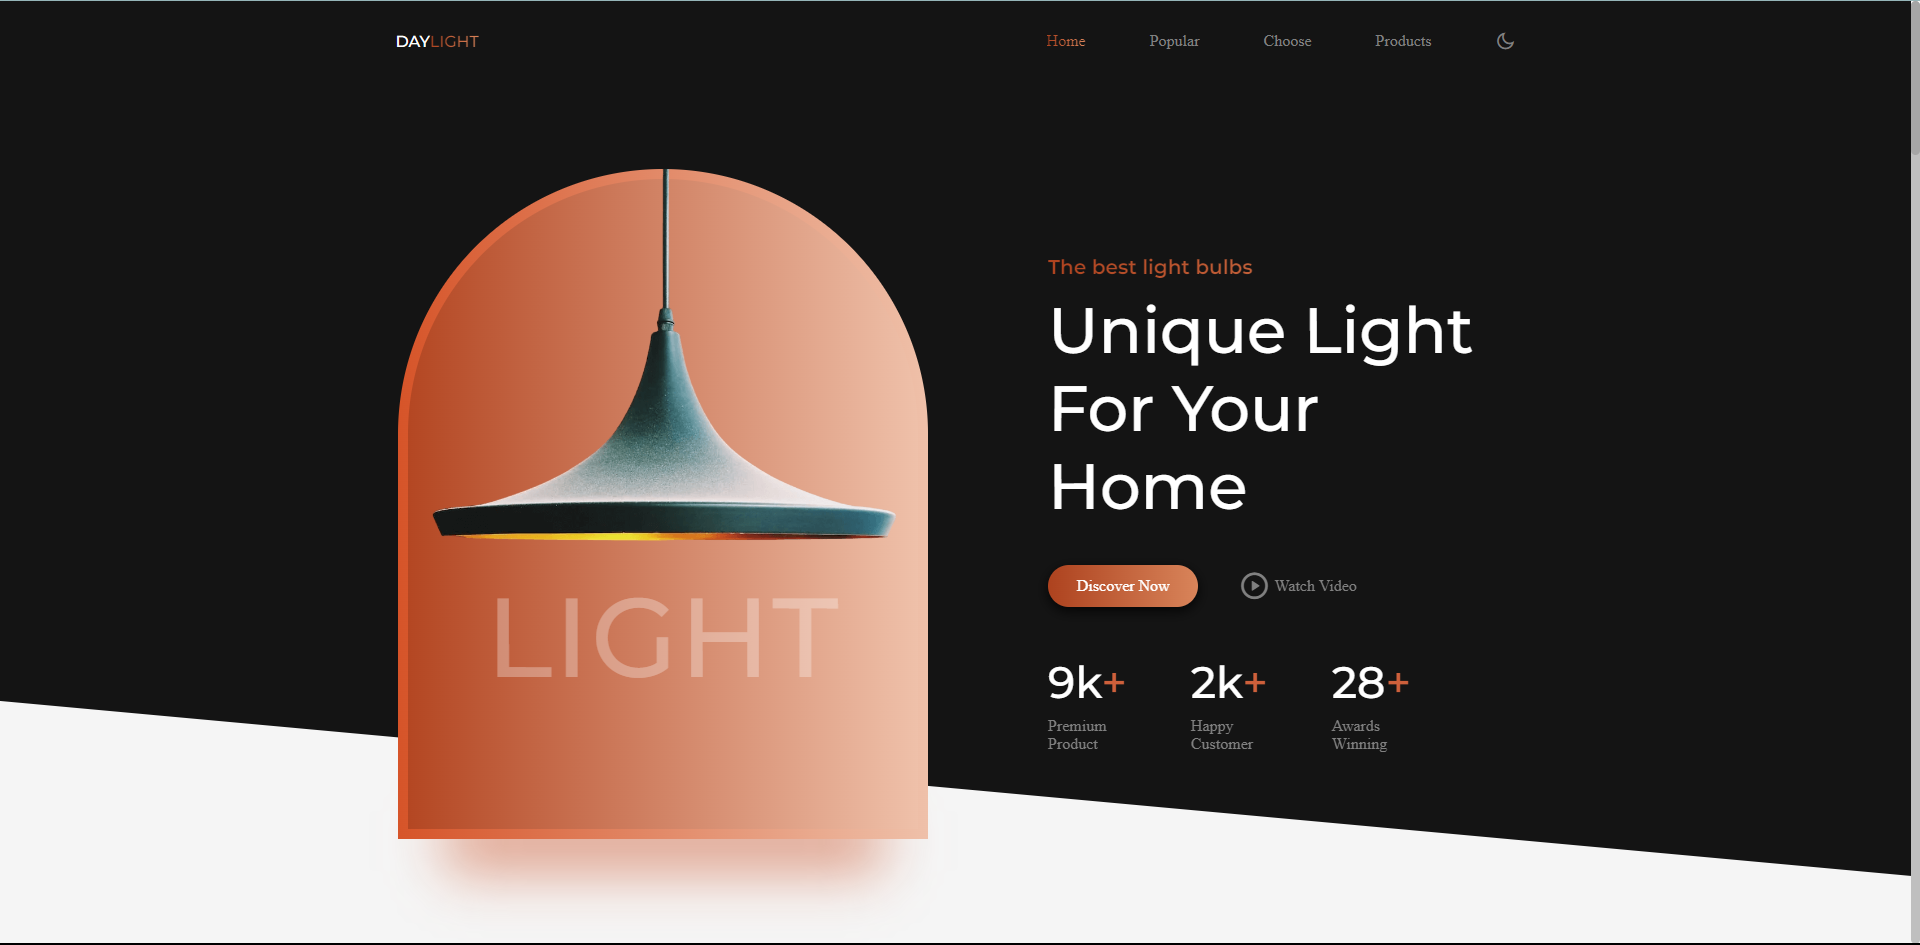 DAYLIGHT
Home
Popular
Choose
Products
LIGHT
The best light bulbs
Unique Light
For Your
Home
Discover Now
Watch Video
9k+
Premium
Product
2k+
Happy
Customer
28+
Awards
Winning